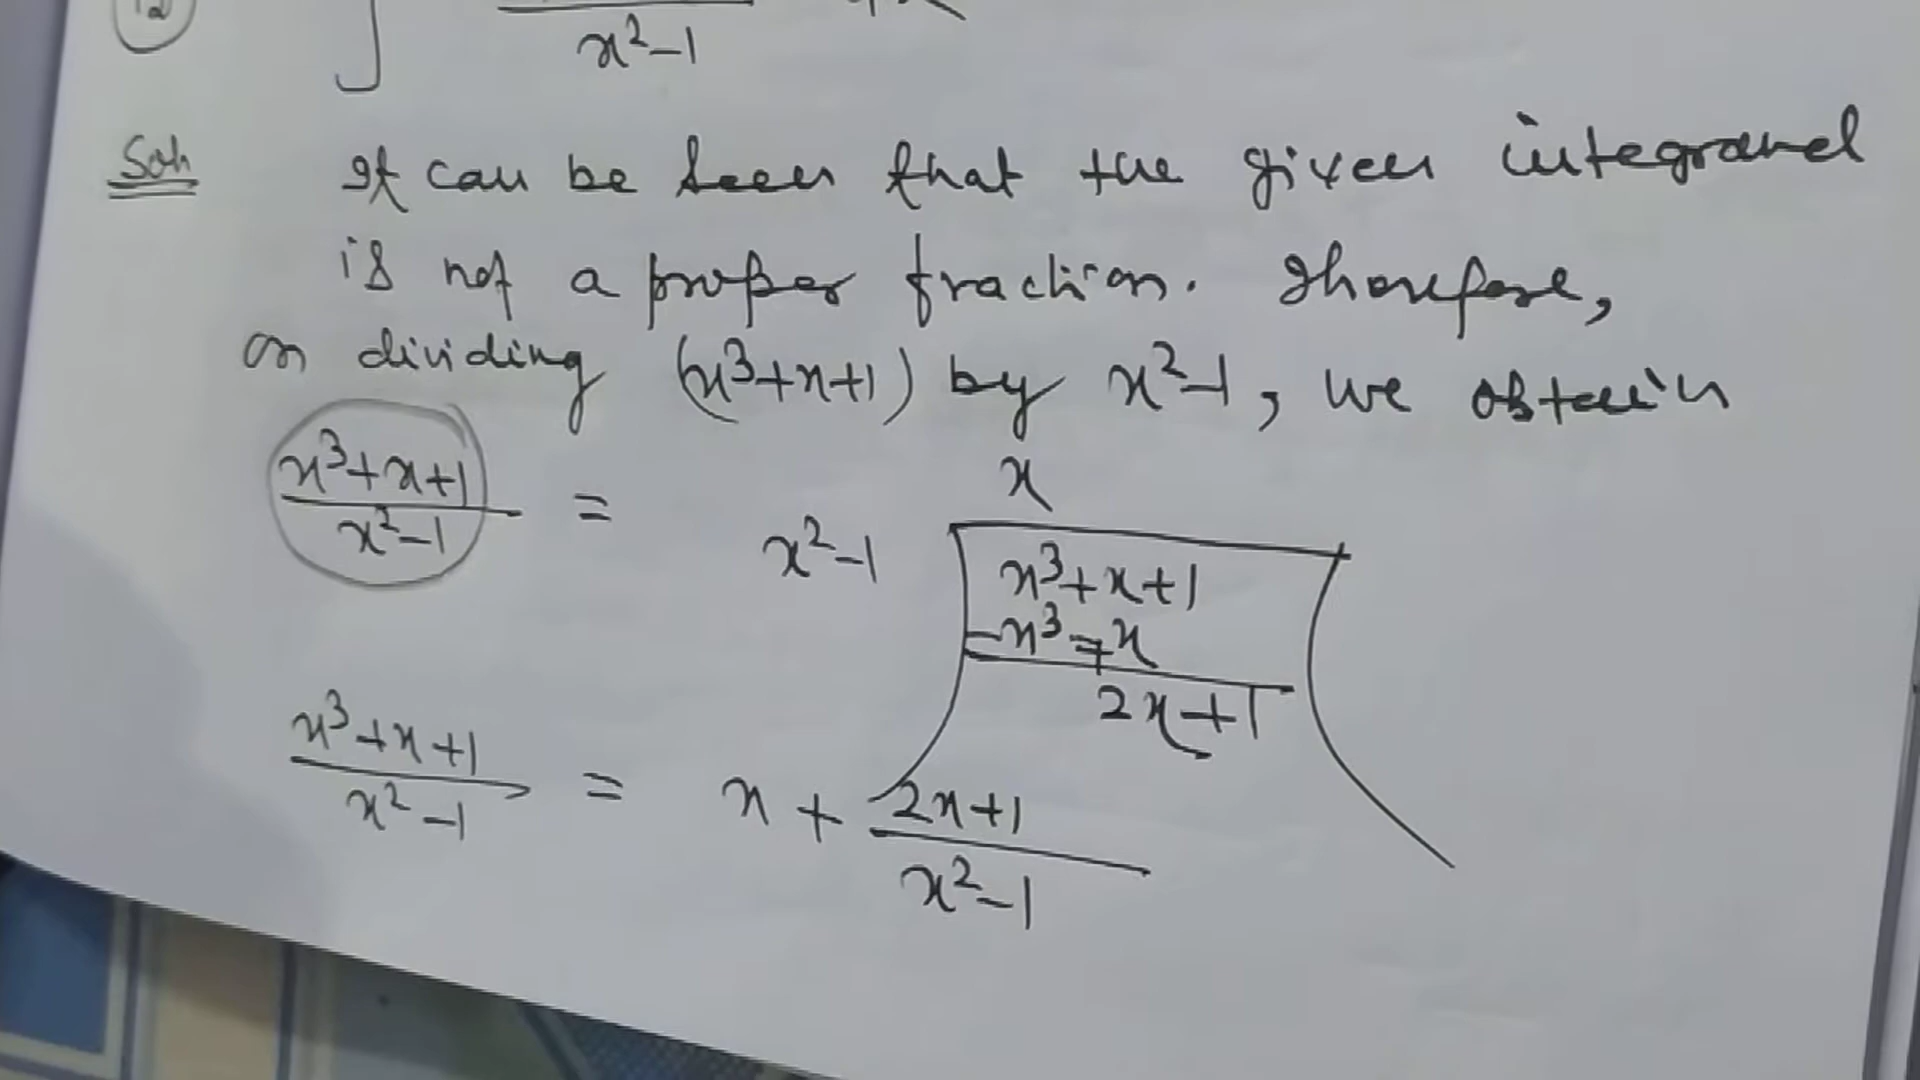 12
∫ / x²-1 dx
Soln It can be seen that the given integrand
is not a proper fraction. Therefore,
on dividing (x³+x+1) by x²-1, we obtain
x³+x+1 / x²-1 =
x
x²-1
x³+x+1
-x³ ∓x
2x+1
x³+x+1 / x²-1 = x + 2x+1 / x²-1